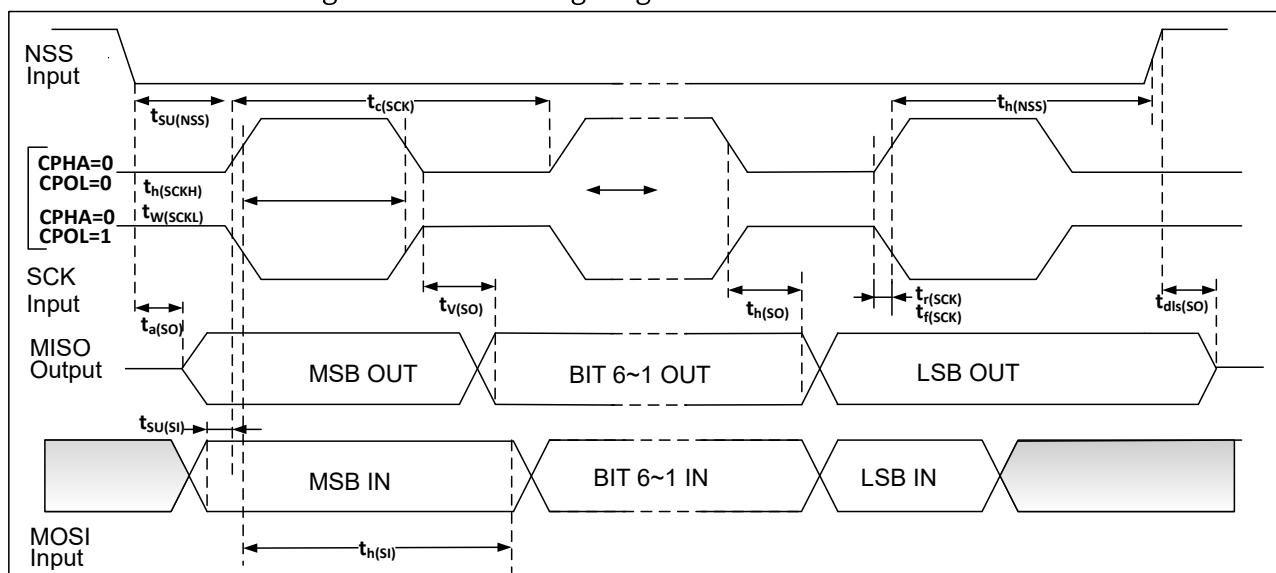 NSS
Input
tSU(NSS)
tc(SCK)
th(NSS)
CPHA=0
CPOL=0
th(SCKH)
CPHA=0
tW(SCKL)
CPOL=1
SCK
Input
ta(SO)
tV(SO)
th(SO)
tr(SCK)
tf(SCK)
tdls(SO)
MISO
Output
MSB OUT
BIT 6~1 OUT
LSB OUT
tSU(SI)
MSB IN
BIT 6~1 IN
LSB IN
MOSI
Input
th(SI)